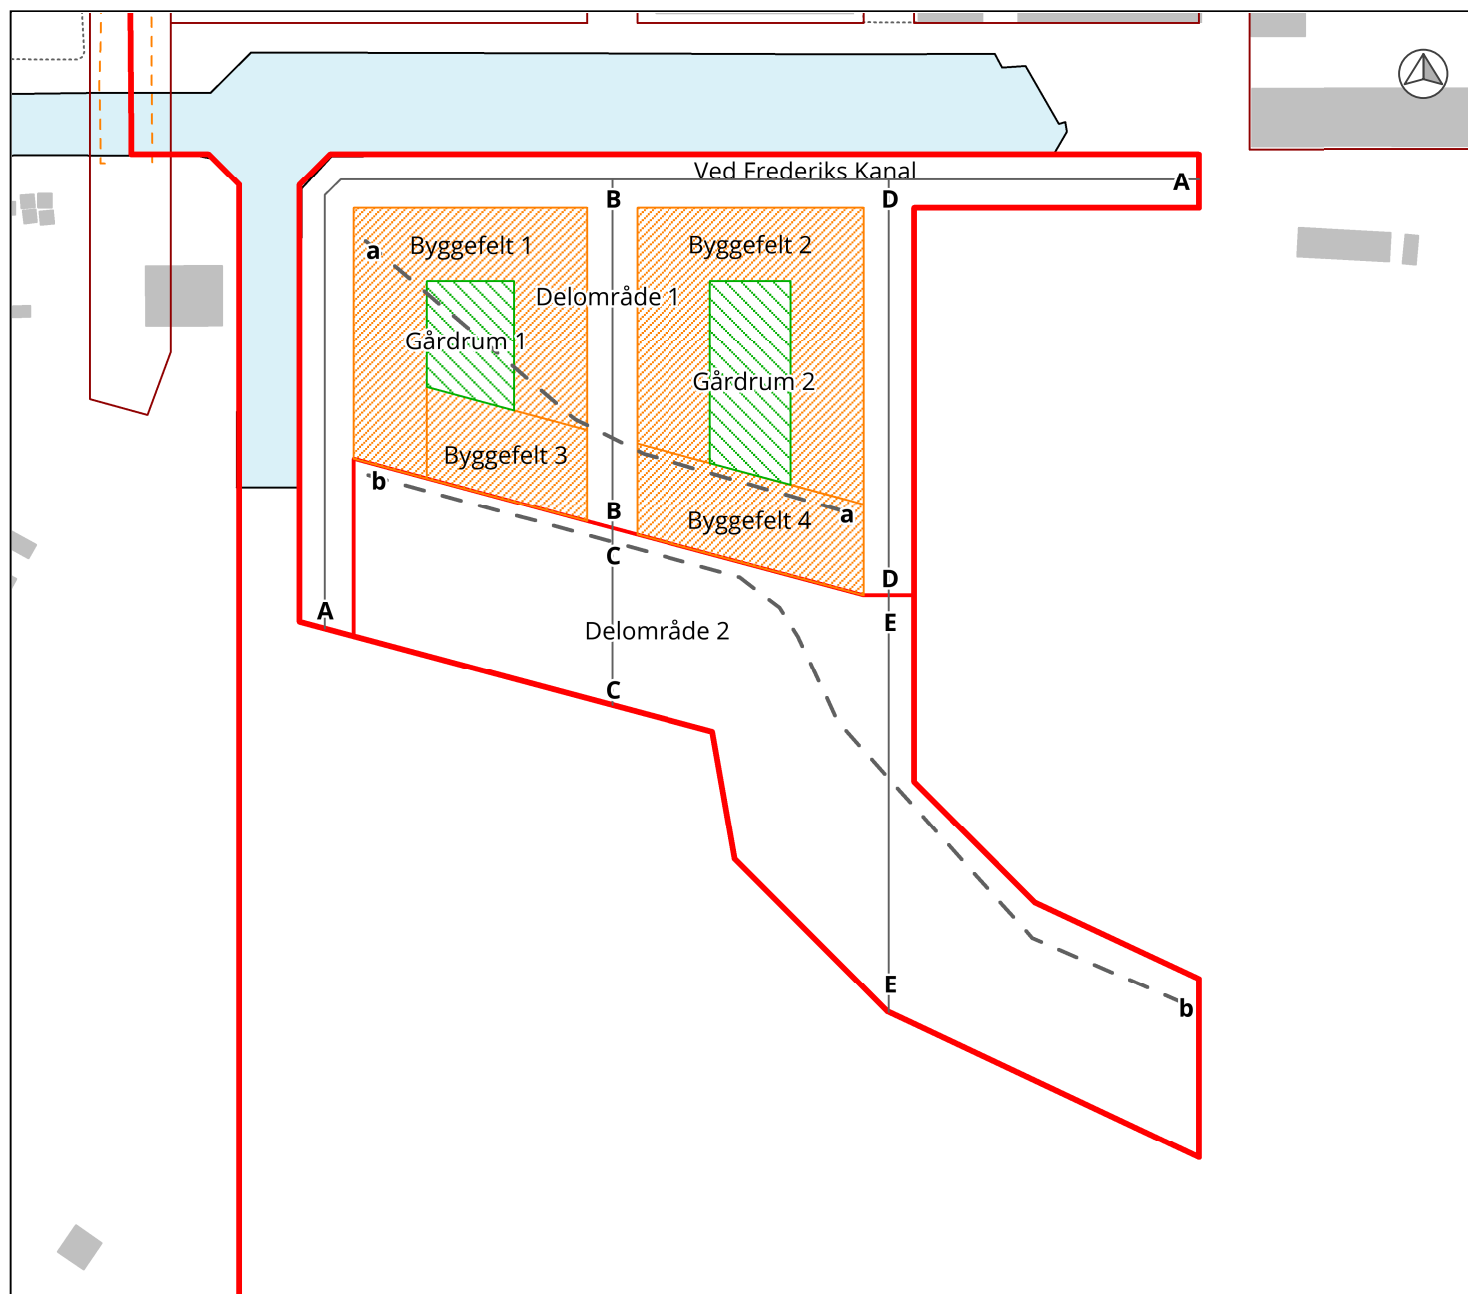 Ved Frederiks Kanal
A
B
D
Byggefelt 1
Byggefelt 2
a
Delområde 1
Gårdrum 1
Gårdrum 2
Byggefelt 3
b
B
a
Byggefelt 4
C
D
A
E
Delområde 2
C
E
b